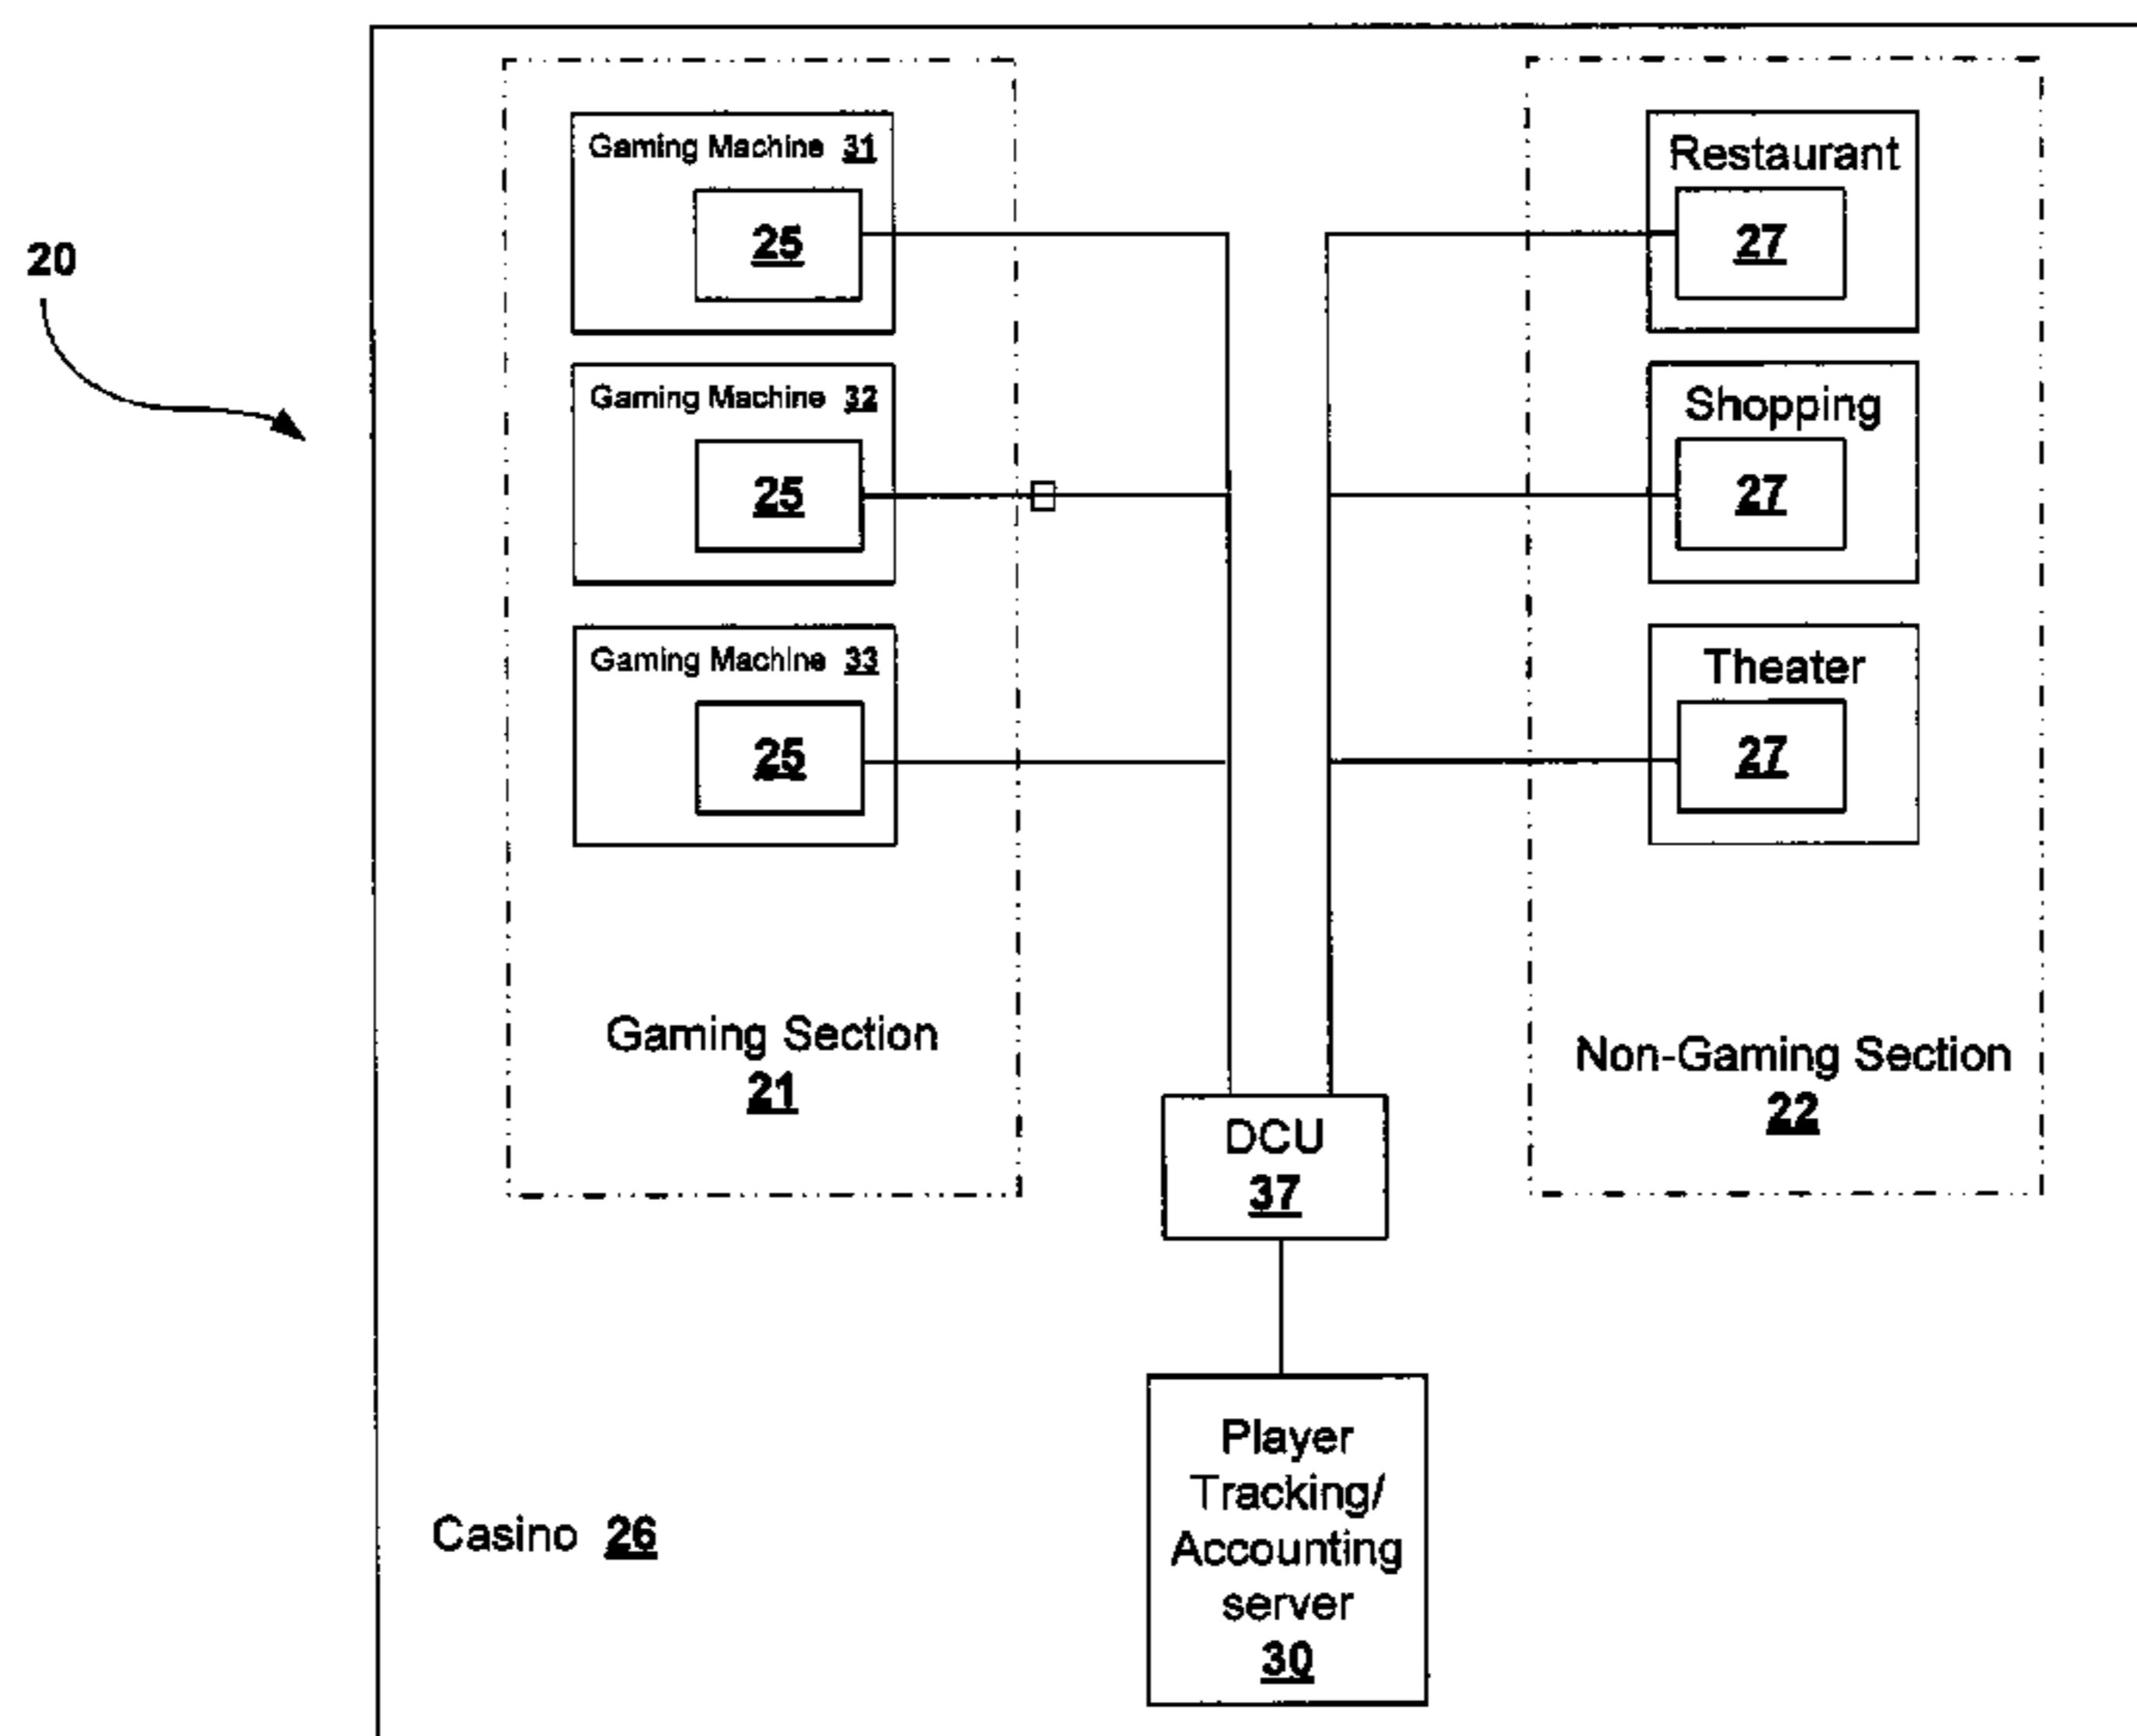 20
Gaming Machine 31
25
Gaming Machine 32
25
Gaming Machine 33
25
Gaming Section
21
Restaurant
27
Shopping
27
Theater
27
Non-Gaming Section
22
DCU
37
Player
Tracking/
Accounting
server
30
Casino 26